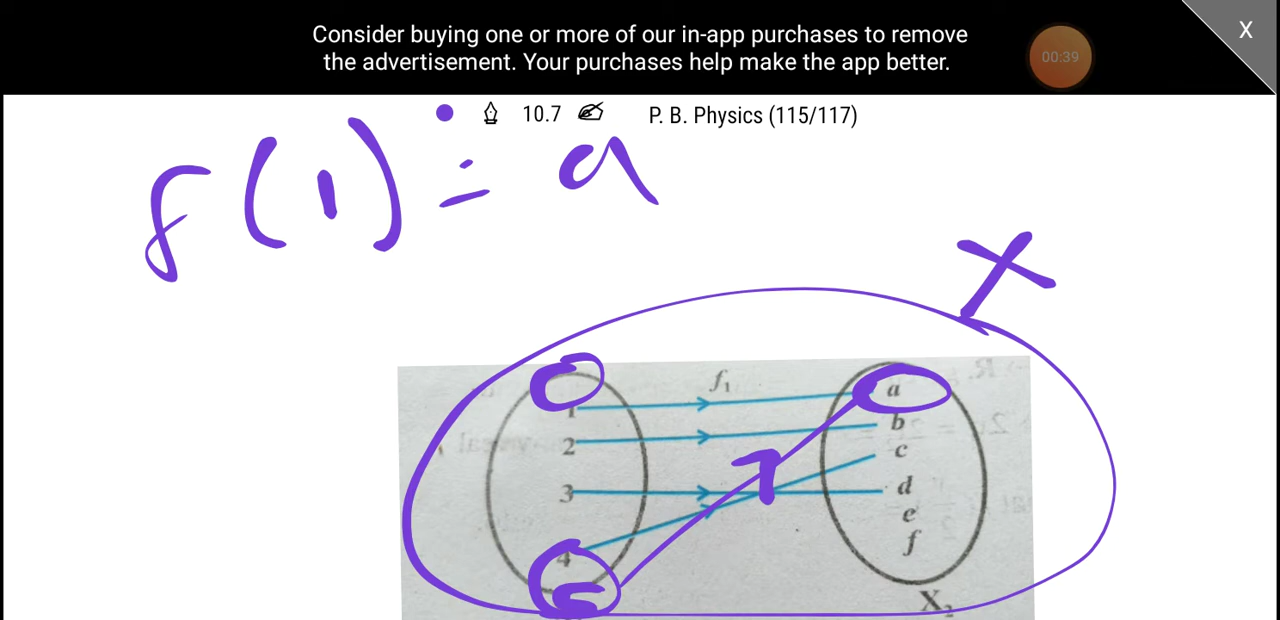 Consider buying one or more of our in-app purchases to remove
the advertisement. Your purchases help make the app better.
00:39
X
10.7 P. B. Physics (115/117)
f(1) = a
X
f₁
1 a
2 b
c
3 d
e
4 f
5
X₂